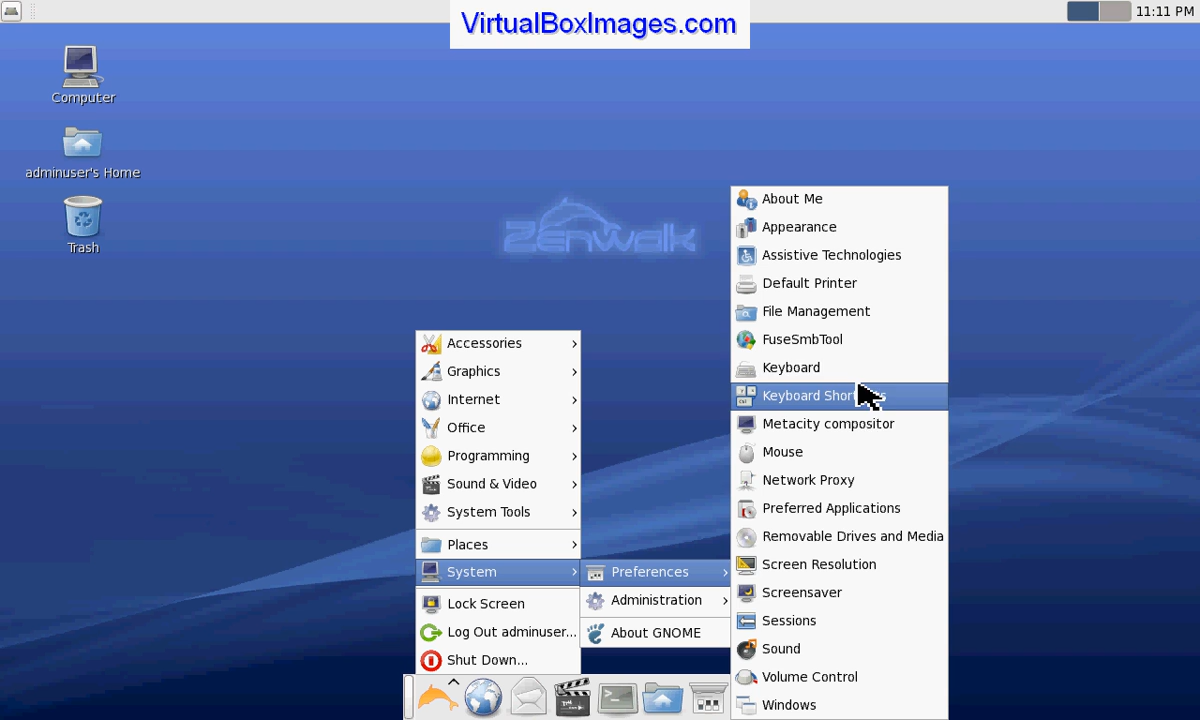 11:11 PM
VirtualBoxImages.com
Computer
adminuser's Home
Trash
Zenwalk
About Me
Appearance
Assistive Technologies
Default Printer
File Management
FuseSmbTool
Keyboard
Keyboard
Metacity compositor
Mouse
Network Proxy
Preferred Applications
Removable Drives and Media
Screen Resolution
Screensaver
Sessions
Sound
Volume Control
Windows
Accessories
Graphics
Internet
Office
Programming
Sound & Video
System Tools
Places
System
Lock Screen
Log Out adminuser...
Shut Down...
Preferences
Administration
About GNOME